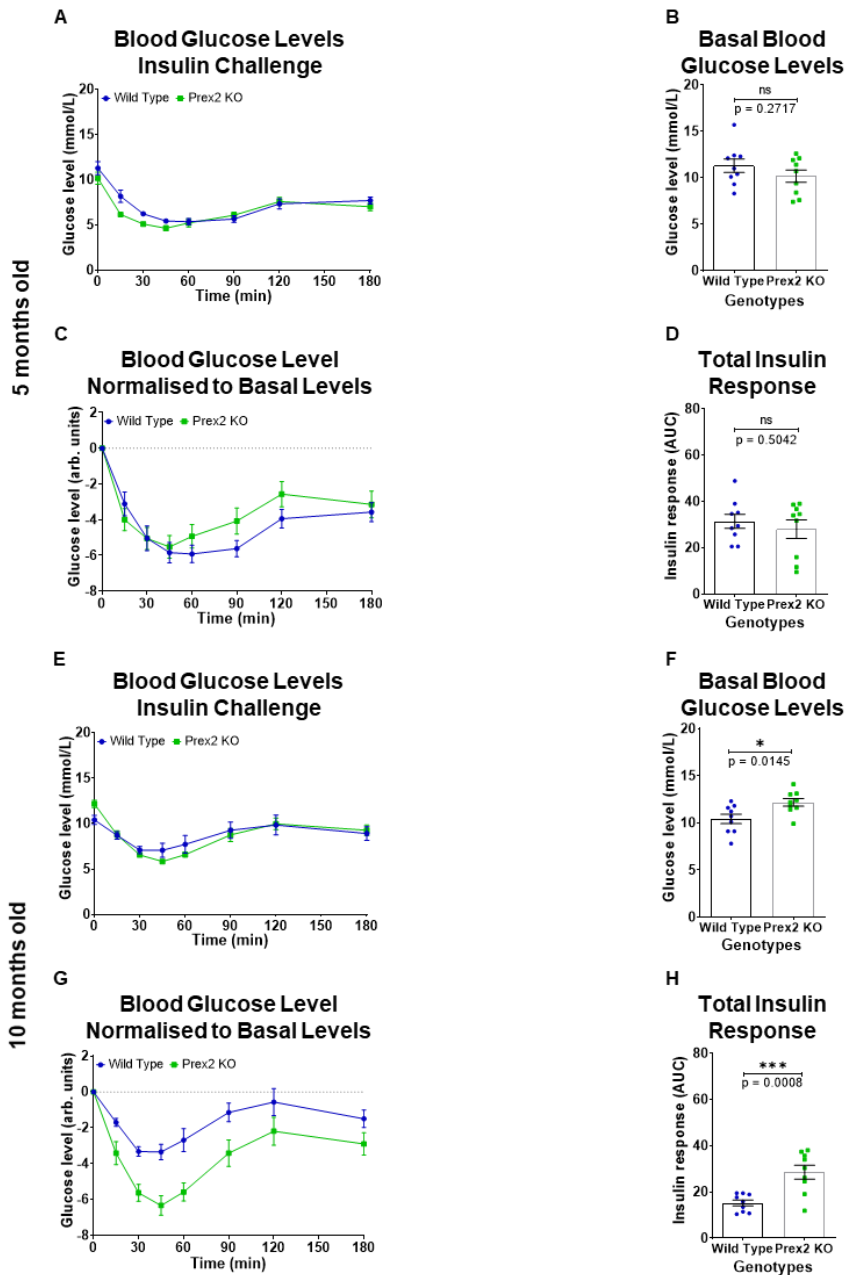 A
Blood Glucose Levels
Insulin Challenge
Wild Type Prex2 KO
Glucose level (mmol/L)
20
15
10
5
0
0 30 60 90 120 150 180
Time (min)
B
Basal Blood
Glucose Levels
ns
p = 0.2717
Glucose level (mmol/L)
20
15
10
5
0
Wild Type Prex2 KO
Genotypes
5 months old
C
Blood Glucose Level
Normalised to Basal Levels
Wild Type Prex2 KO
Glucose level (arb. units)
2
0
-2
-4
-6
-8
0 30 60 90 120 150 180
Time (min)
D
Total Insulin
Response
ns
p = 0.5042
Insulin response (AUC)
80
60
40
20
0
Wild Type Prex2 KO
Genotypes
E
Blood Glucose Levels
Insulin Challenge
Wild Type Prex2 KO
Glucose level (mmol/L)
20
15
10
5
0
0 30 60 90 120 150 180
Time (min)
F
Basal Blood
Glucose Levels
*
p = 0.0145
Glucose level (mmol/L)
20
15
10
5
0
Wild Type Prex2 KO
Genotypes
10 months old
G
Blood Glucose Level
Normalised to Basal Levels
Wild Type Prex2 KO
Glucose level (arb. units)
2
0
-2
-4
-6
-8
0 30 60 90 120 150 180
Time (min)
H
Total Insulin
Response
***
p = 0.0008
Insulin response (AUC)
80
60
40
20
0
Wild Type Prex2 KO
Genotypes